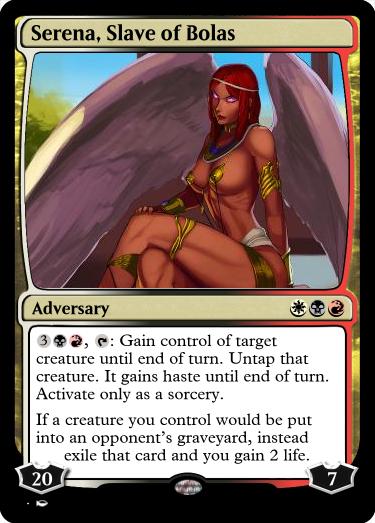 Serena, Slave of Bolas
Adversary
3, : Gain control of target
creature until end of turn. Untap that
creature. It gains haste until end of turn.
Activate only as a sorcery.
If a creature you control would be put
into an opponent's graveyard, instead
exile that card and you gain 2 life.
20
7